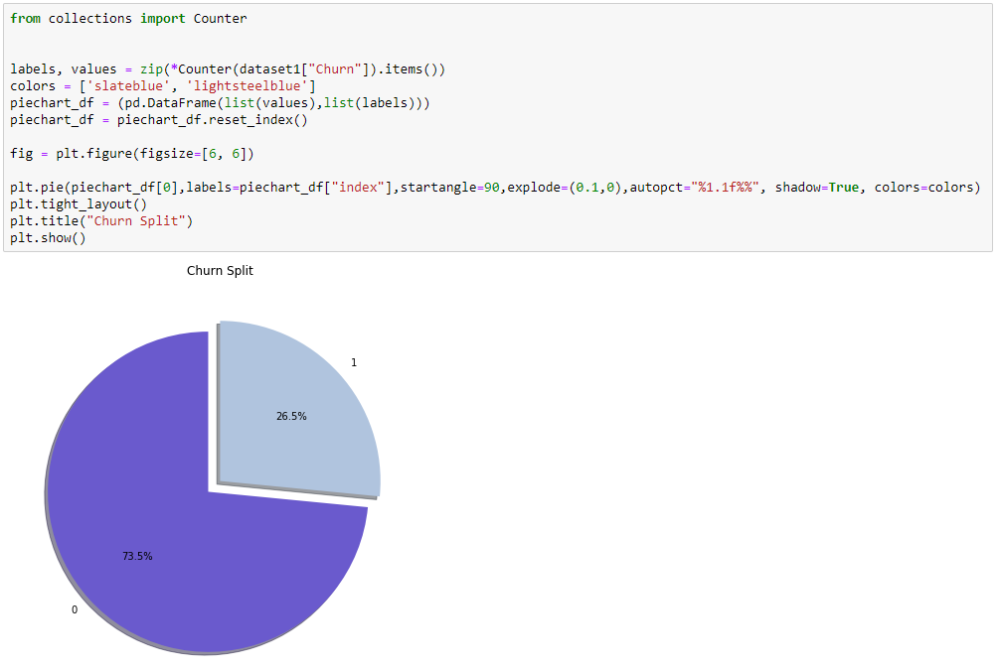 from collections import Counter
labels, values = zip(*Counter(dataset1["Churn"]).items())
colors = ['slateblue', 'lightsteelblue']
piechart_df = (pd.DataFrame(list(values),list(labels)))
piechart_df = piechart_df.reset_index()
fig = plt.figure(figsize=[6, 6])
plt.pie(piechart_df[0],labels=piechart_df["index"],startangle=90,explode=(0.1,0),autopct="%1.1f%%", shadow=True, colors=colors)
plt.tight_layout()
plt.title("Churn Split")
plt.show()
Churn Split
1
26.5%
73.5%
0